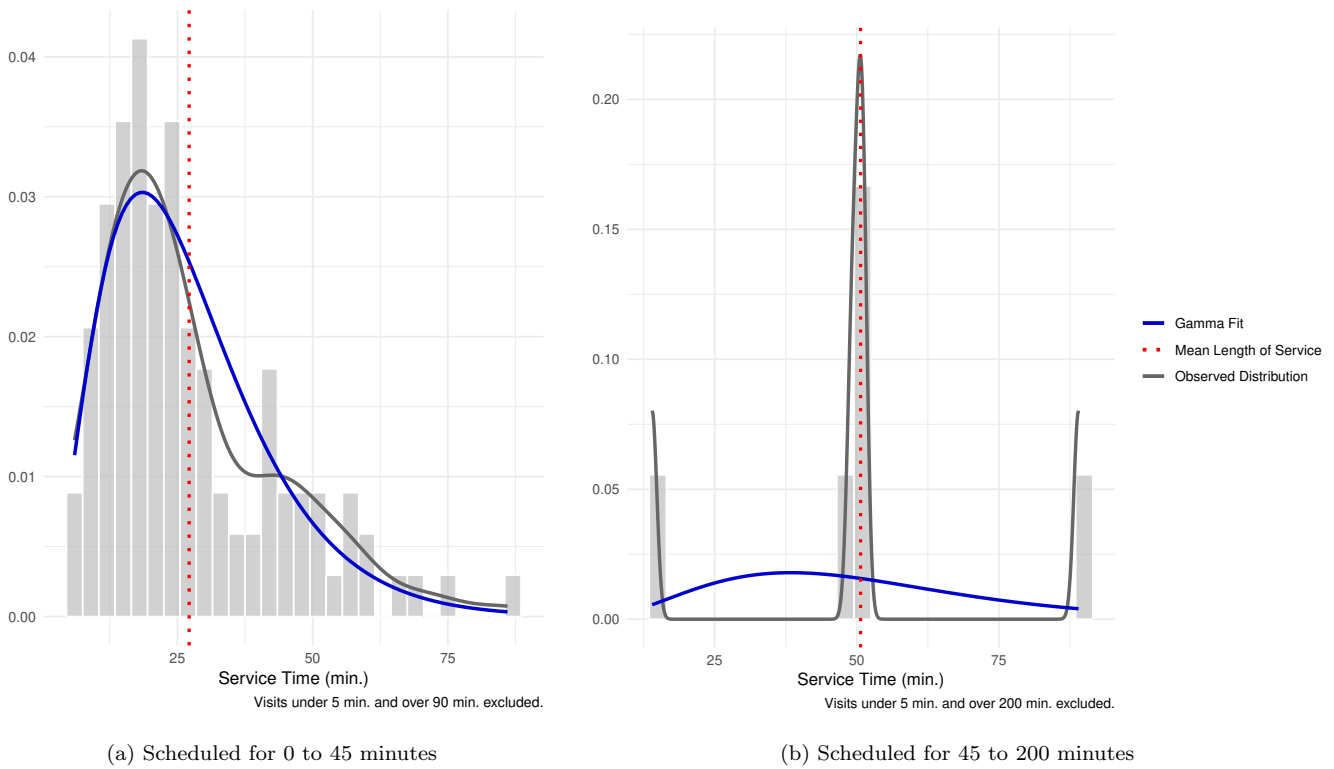 0.04
0.03
0.02
0.01
0.00
25 50 75
Service Time (min.)
Visits under 5 min. and over 90 min. excluded.
(a) Scheduled for 0 to 45 minutes
0.20
0.15
0.10
0.05
0.00
25 50 75
Service Time (min.)
Visits under 5 min. and over 200 min. excluded.
(b) Scheduled for 45 to 200 minutes
Gamma Fit
Mean Length of Service
Observed Distribution